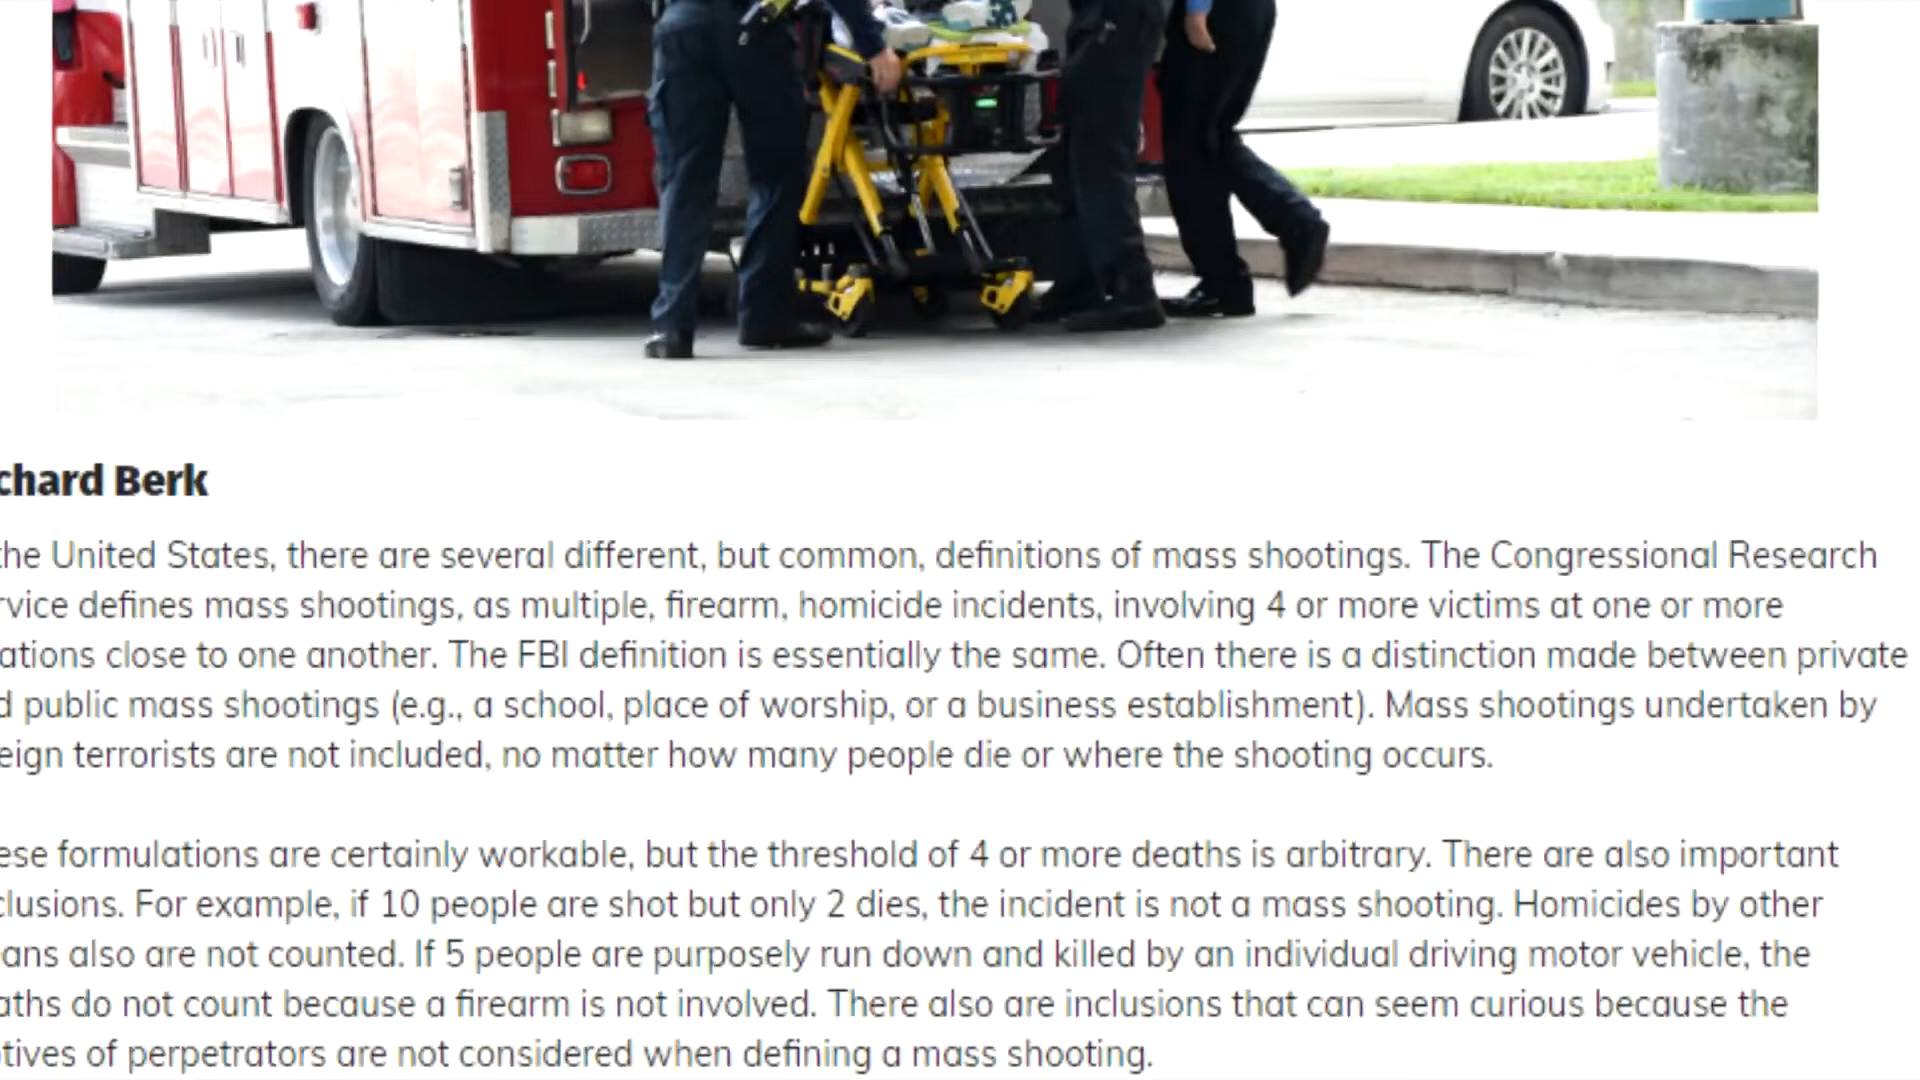 chard Berk
the United States, there are several different, but common, definitions of mass shootings. The Congressional Research
rvice defines mass shootings, as multiple, firearm, homicide incidents, involving 4 or more victims at one or more
ations close to one another. The FBI definition is essentially the same. Often there is a distinction made between private
d public mass shootings (e.g., a school, place of worship, or a business establishment). Mass shootings undertaken by
eign terrorists are not included, no matter how many people die or where the shooting occurs.
ese formulations are certainly workable, but the threshold of 4 or more deaths is arbitrary. There are also important
clusions. For example, if 10 people are shot but only 2 dies, the incident is not a mass shooting. Homicides by other
ans also are not counted. If 5 people are purposely run down and killed by an individual driving motor vehicle, the
aths do not count because a firearm is not involved. There also are inclusions that can seem curious because the
otives of perpetrators are not considered when defining a mass shooting.